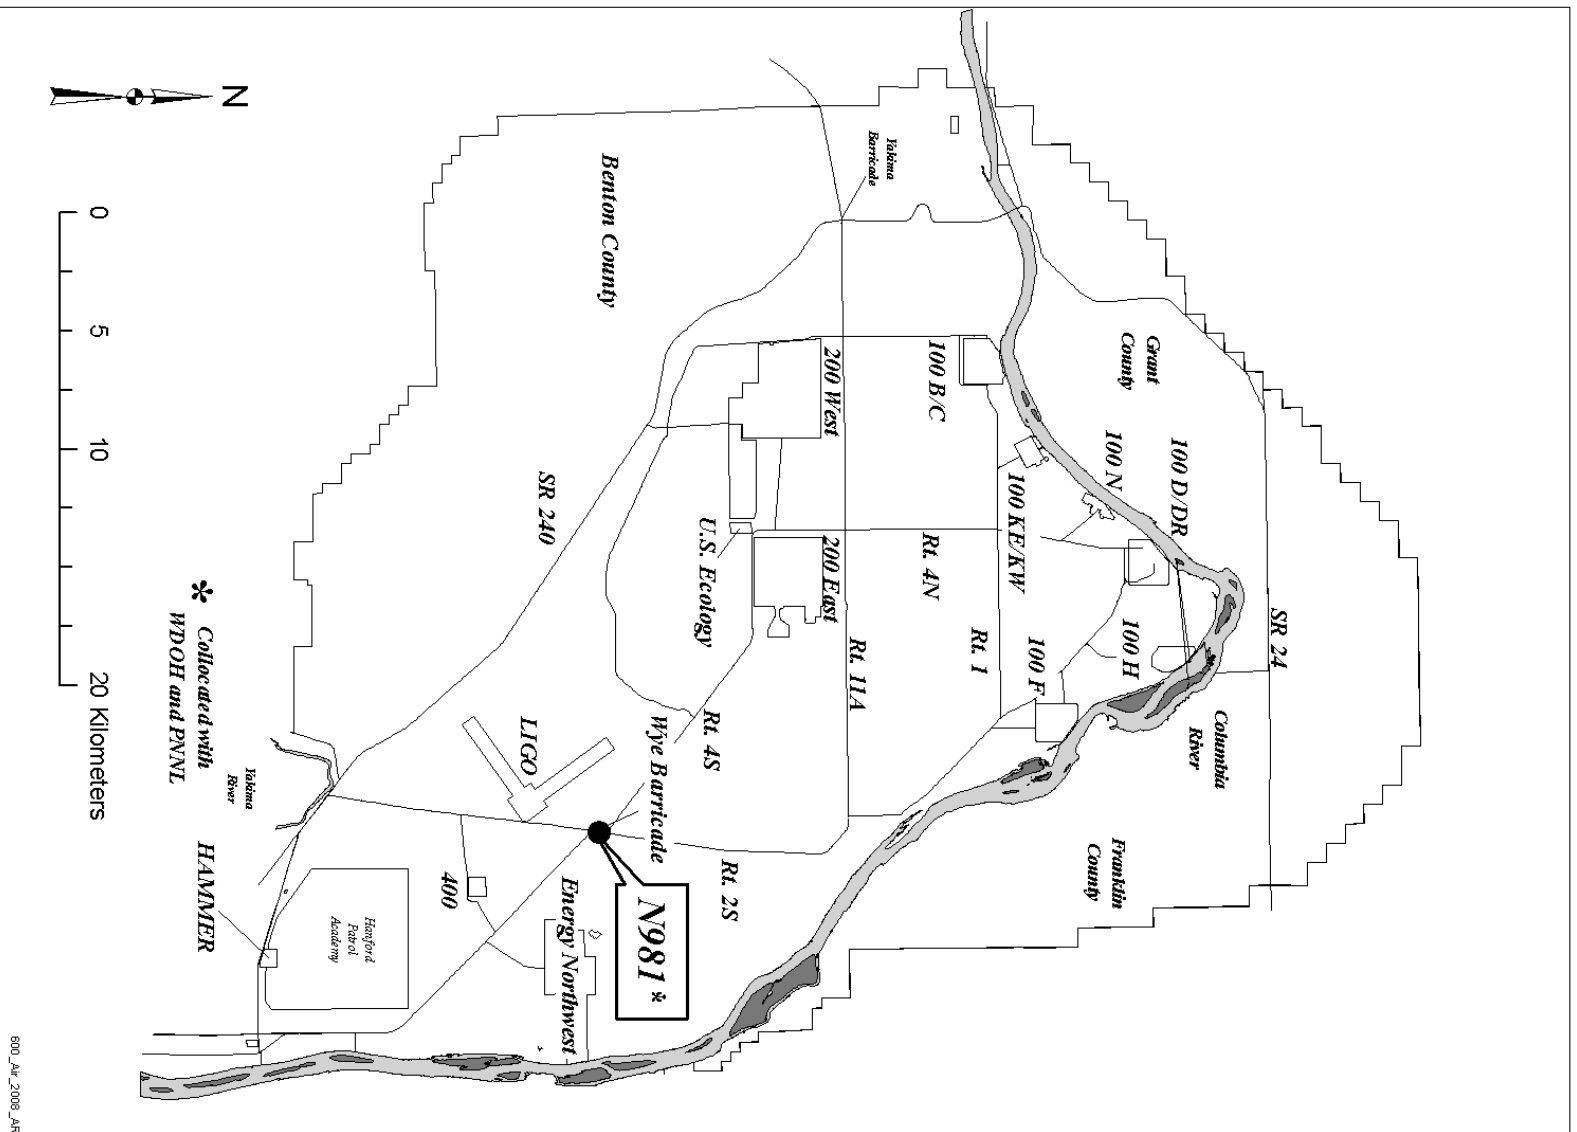 N
0
5
10
20 Kilometers
Yakima
Barricade
Benton County
Grant
County
100 B/C
200 West
100 N
100 D/DR
100 KE/KW
SR 240
U.S. Ecology
200 East
Rt. 4N
Rt. 1
100 F
100 H
SR 24
Rt. 11A
Columbia
River
Rt. 4S
Wye Barricade
LIGO
* Collocated with
WDOH and PNNL
Yakima
River
HAMMER
400
Hanford
Patrol
Academy
Energy Northwest
N981 *
Rt. 2S
Franklin
County
600_Air_2008_AR